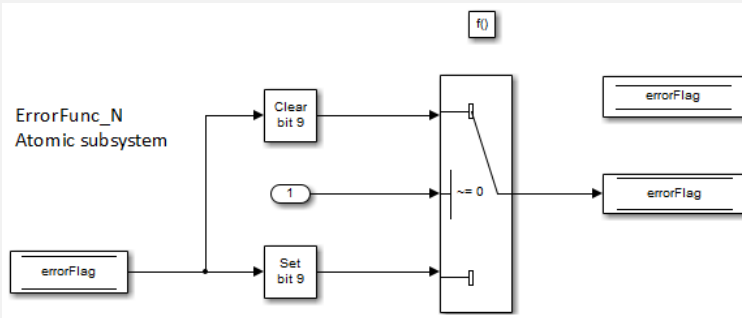 f()
ErrorFunc_N
Atomic subsystem
Clear
bit 9
errorFlag
1
~= 0
errorFlag
errorFlag
Set
bit 9